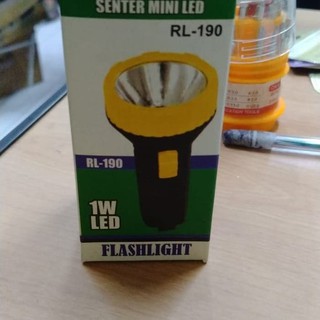 SENTER MINI LED
RL-190
RL-190
1W
LED
FLASHLIGHT